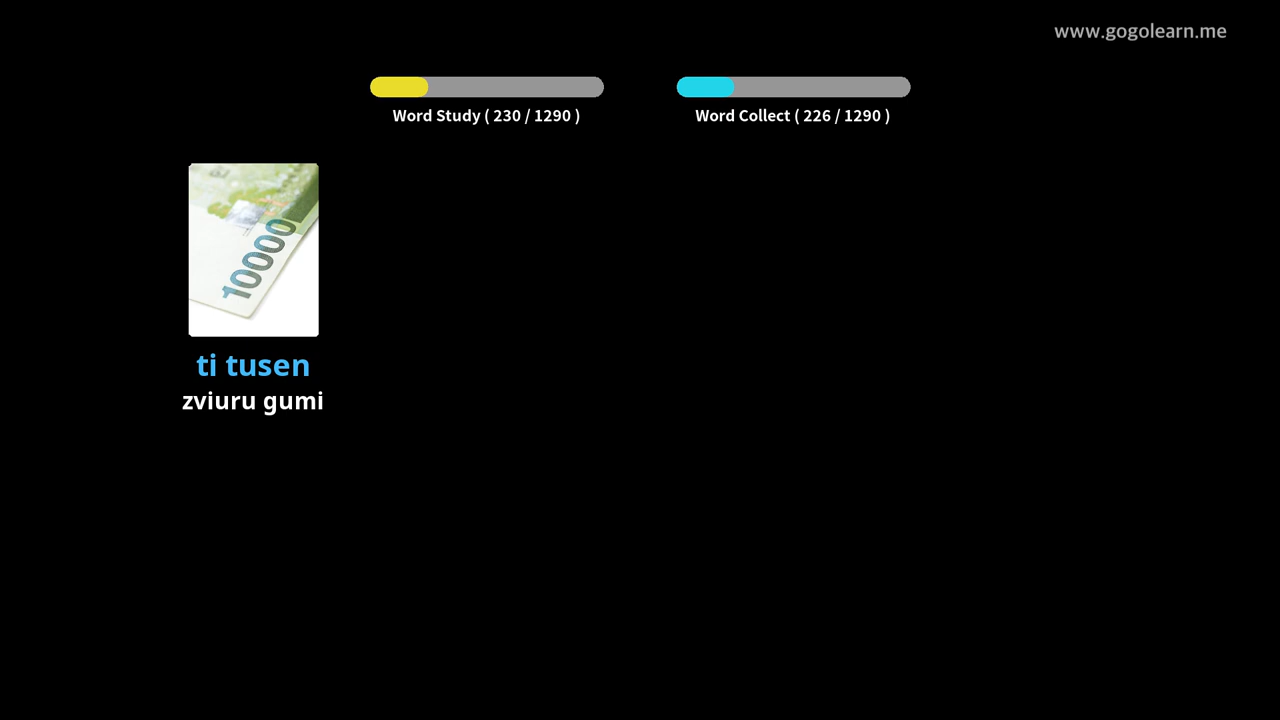 www.gogolearn.me
Word Study ( 230 / 1290 )
Word Collect ( 226 / 1290 )
10000
ti tusen
zviuru gumi